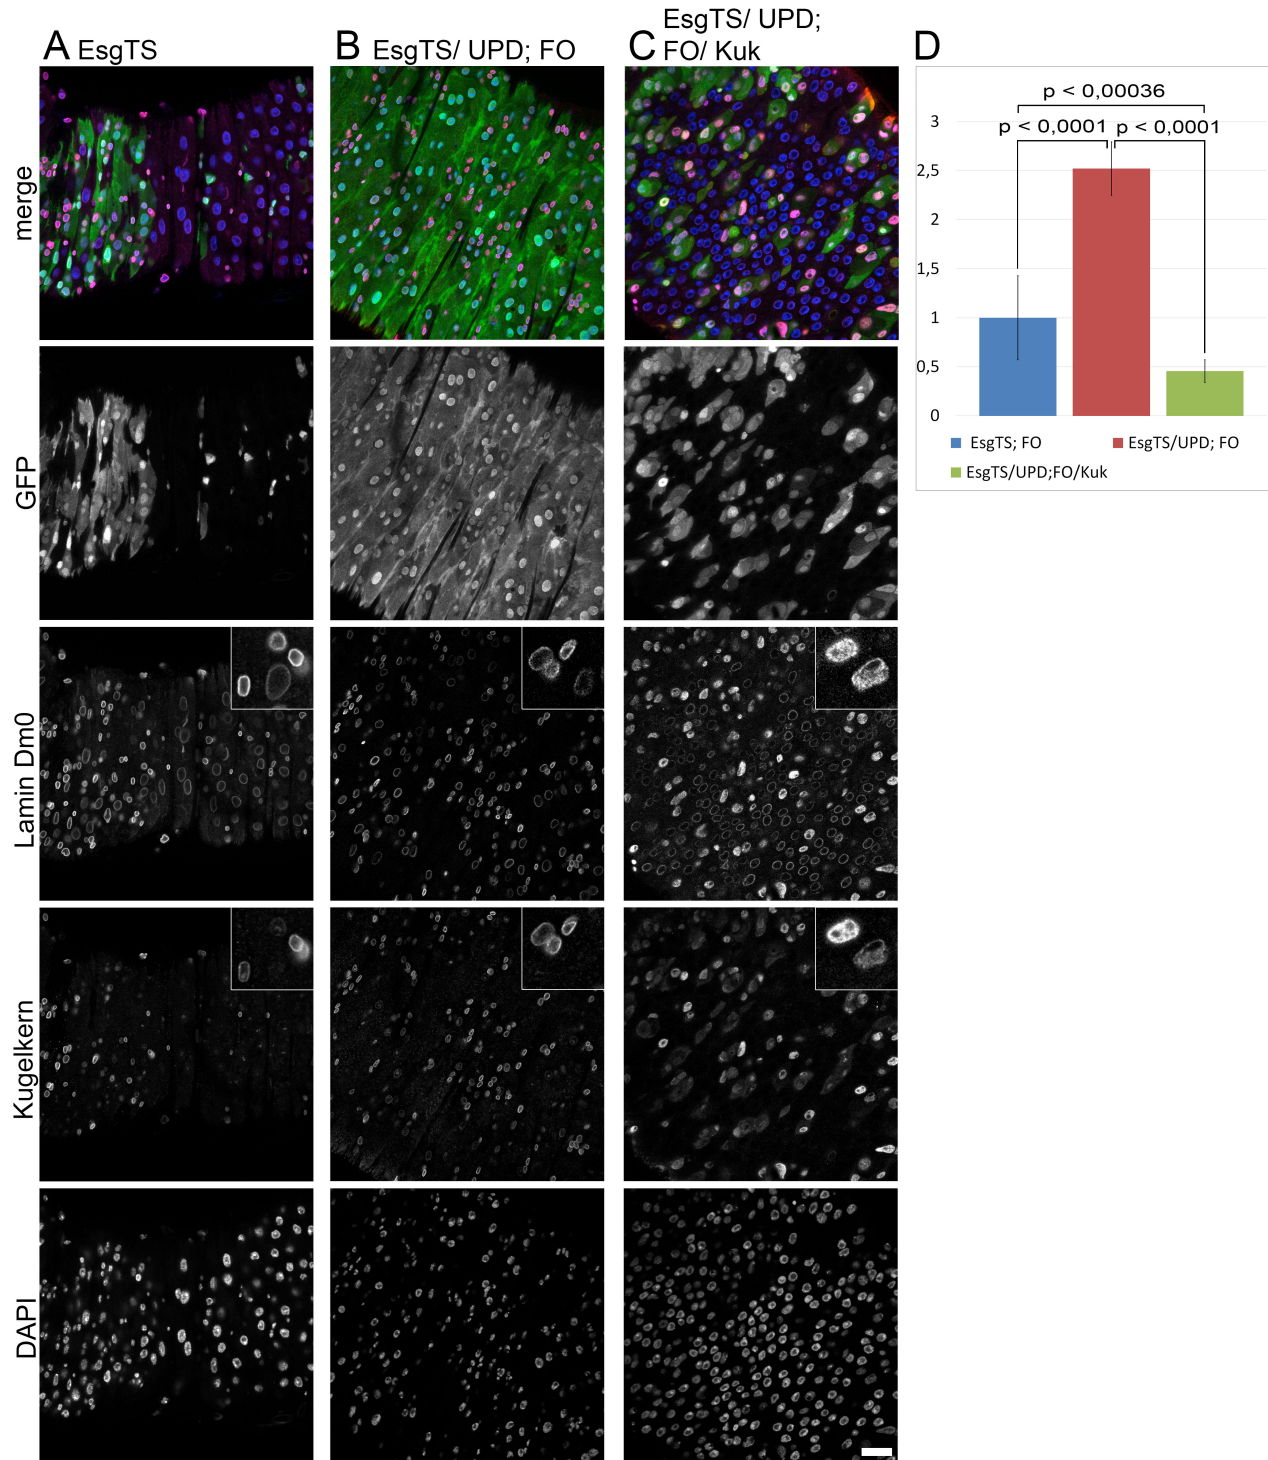 A EsgTS
B EsgTS/ UPD; FO
C EsgTS/ UPD;
FO/ Kuk
D
merge
GFP
Lamin Dm0
Kugelkern
DAPI
p < 0,00036
p < 0,0001 p < 0,0001
3
2,5
2
1,5
1
0,5
0
EsgTS; FO
EsgTS/UPD; FO
EsgTS/UPD;FO/Kuk